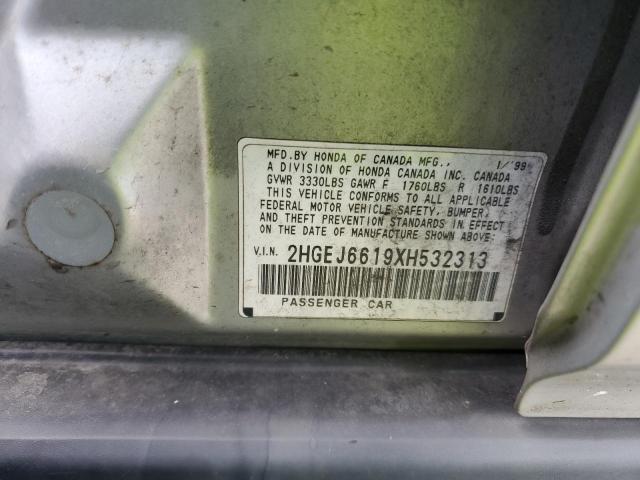 MFD.BY HONDA OF CANADA MFG., 1/'99
A DIVISION OF HONDA CANADA INC. CANADA
GVWR 3330LBS GAWR F 1760LBS R 1610LBS
THIS VEHICLE CONFORMS TO ALL APPLICABLE
FEDERAL MOTOR VEHICLE SAFETY, BUMPER,
AND THEFT PREVENTION STANDARDS IN EFFECT
ON THE DATE OF MANUFACTURE SHOWN ABOVE.
V.I.N. 2HGEJ6619XH532313
PASSENGER CAR